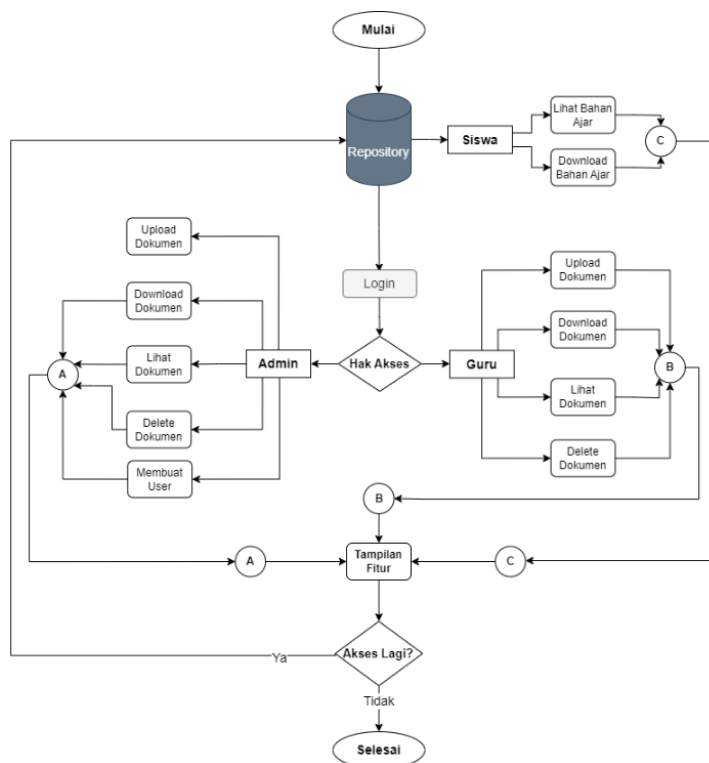 Mulai
Repository
Siswa
Lihat Bahan
Ajar
Download
Bahan Ajar
C
Upload
Dokumen
Download
Dokumen
Lihat
Dokumen
Delete
Dokumen
Membuat
User
A
Admin
Login
Hak Akses
Guru
Upload
Dokumen
Download
Dokumen
Lihat
Dokumen
Delete
Dokumen
B
B
A
Tampilan
Fitur
C
Akses Lagi?
Ya
Tidak
Selesai